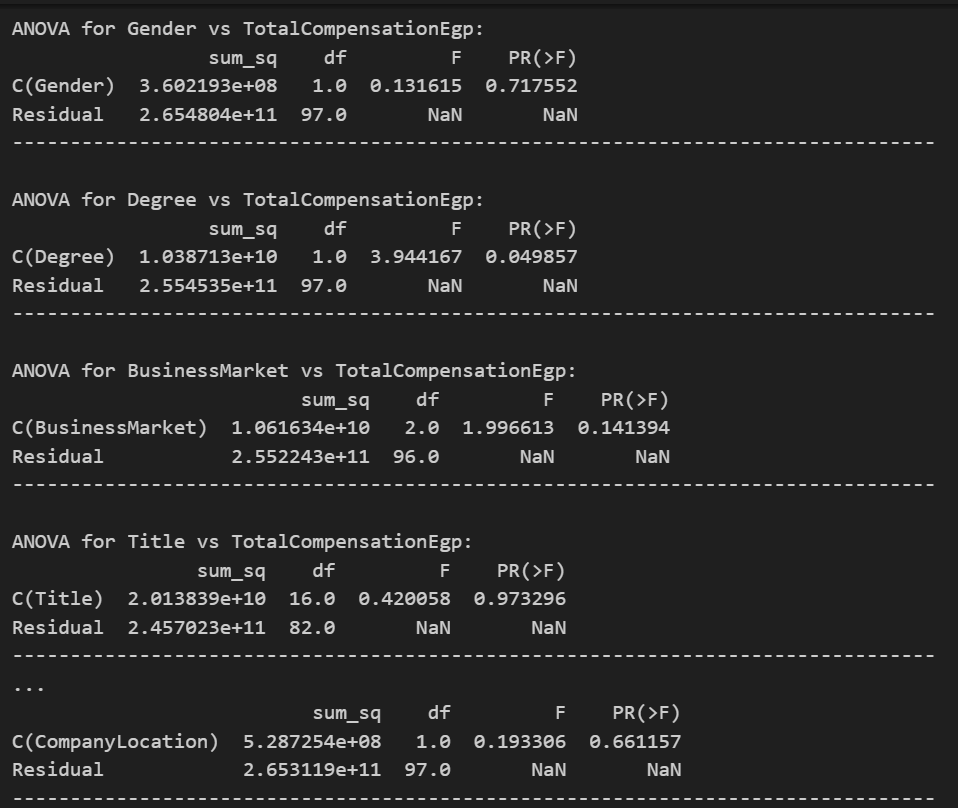 ANOVA for Gender vs TotalCompensationEgp:
sum_sq df F PR(>F)
C(Gender) 3.602193e+08 1.0 0.131615 0.717552
Residual 2.654804e+11 97.0 NaN NaN
--------------------------------------------------------------------------------
ANOVA for Degree vs TotalCompensationEgp:
sum_sq df F PR(>F)
C(Degree) 1.038713e+10 1.0 3.944167 0.049857
Residual 2.554535e+11 97.0 NaN NaN
--------------------------------------------------------------------------------
ANOVA for BusinessMarket vs TotalCompensationEgp:
sum_sq df F PR(>F)
C(BusinessMarket) 1.061634e+10 2.0 1.996613 0.141394
Residual 2.552243e+11 96.0 NaN NaN
--------------------------------------------------------------------------------
ANOVA for Title vs TotalCompensationEgp:
sum_sq df F PR(>F)
C(Title) 2.013839e+10 16.0 0.420058 0.973296
Residual 2.457023e+11 82.0 NaN NaN
--------------------------------------------------------------------------------
...
sum_sq df F PR(>F)
C(CompanyLocation) 5.287254e+08 1.0 0.193306 0.661157
Residual 2.653119e+11 97.0 NaN NaN
--------------------------------------------------------------------------------